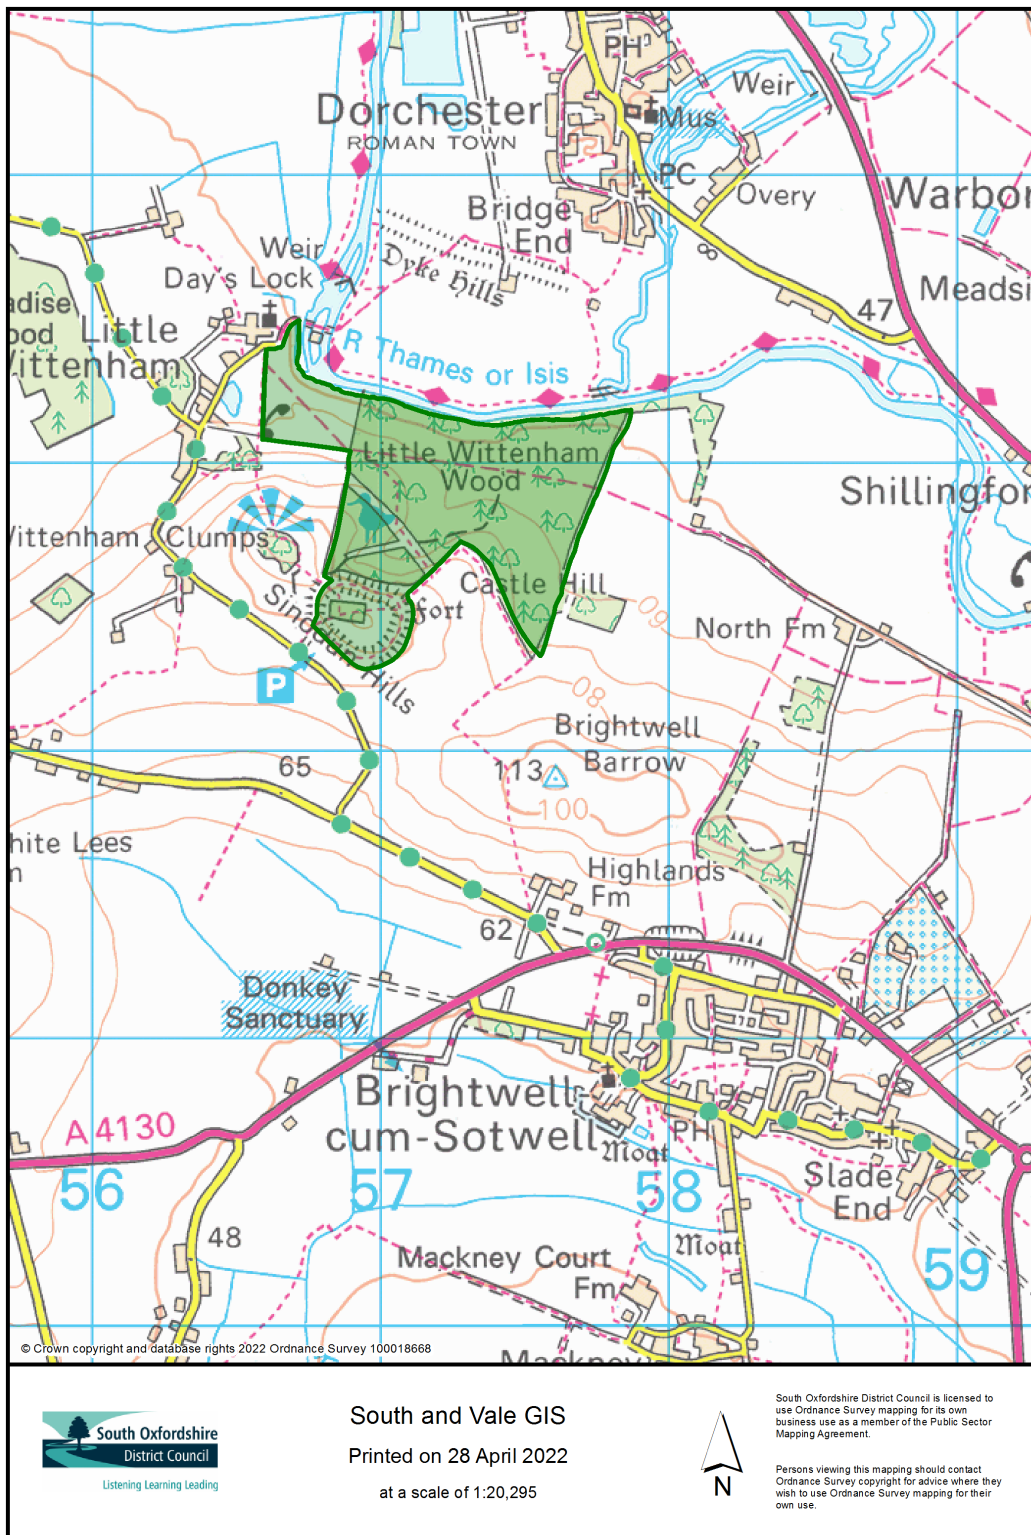 PH
Dorchester
ROMAN TOWN
Weir
Mus
PC
Overy
Warbor
Bridge
End
Weir
Day's Lock
Dyke Hills
Meadsi
47
adise
ood
Little
Wittenham
R Thames or Isis
Little Wittenham
Wood
Shillingfor
Wittenham Clumps
Castle Hill
Fort
Sinodun Hills
90
North Fm
P
80
Brightwell
Barrow
65
113
100
hite Lees
m
Highlands
Fm
62
Donkey
Sanctuary
Brightwell-
cum-Sotwell
A 4130
PH
Moat
56
57
58
Slade
End
48
Moat
Mackney Court
Fm
59
© Crown copyright and database rights 2022 Ordnance Survey 100018668
Mackney
South Oxfordshire
District Council
Listening Learning Leading
South and Vale GIS
Printed on 28 April 2022
at a scale of 1:20,295
N
South Oxfordshire District Council is licensed to
use Ordnance Survey mapping for its own
business use as a member of the Public Sector
Mapping Agreement.
Persons viewing this mapping should contact
Ordnance Survey copyright for advice where they
wish to use Ordnance Survey mapping for their
own use.